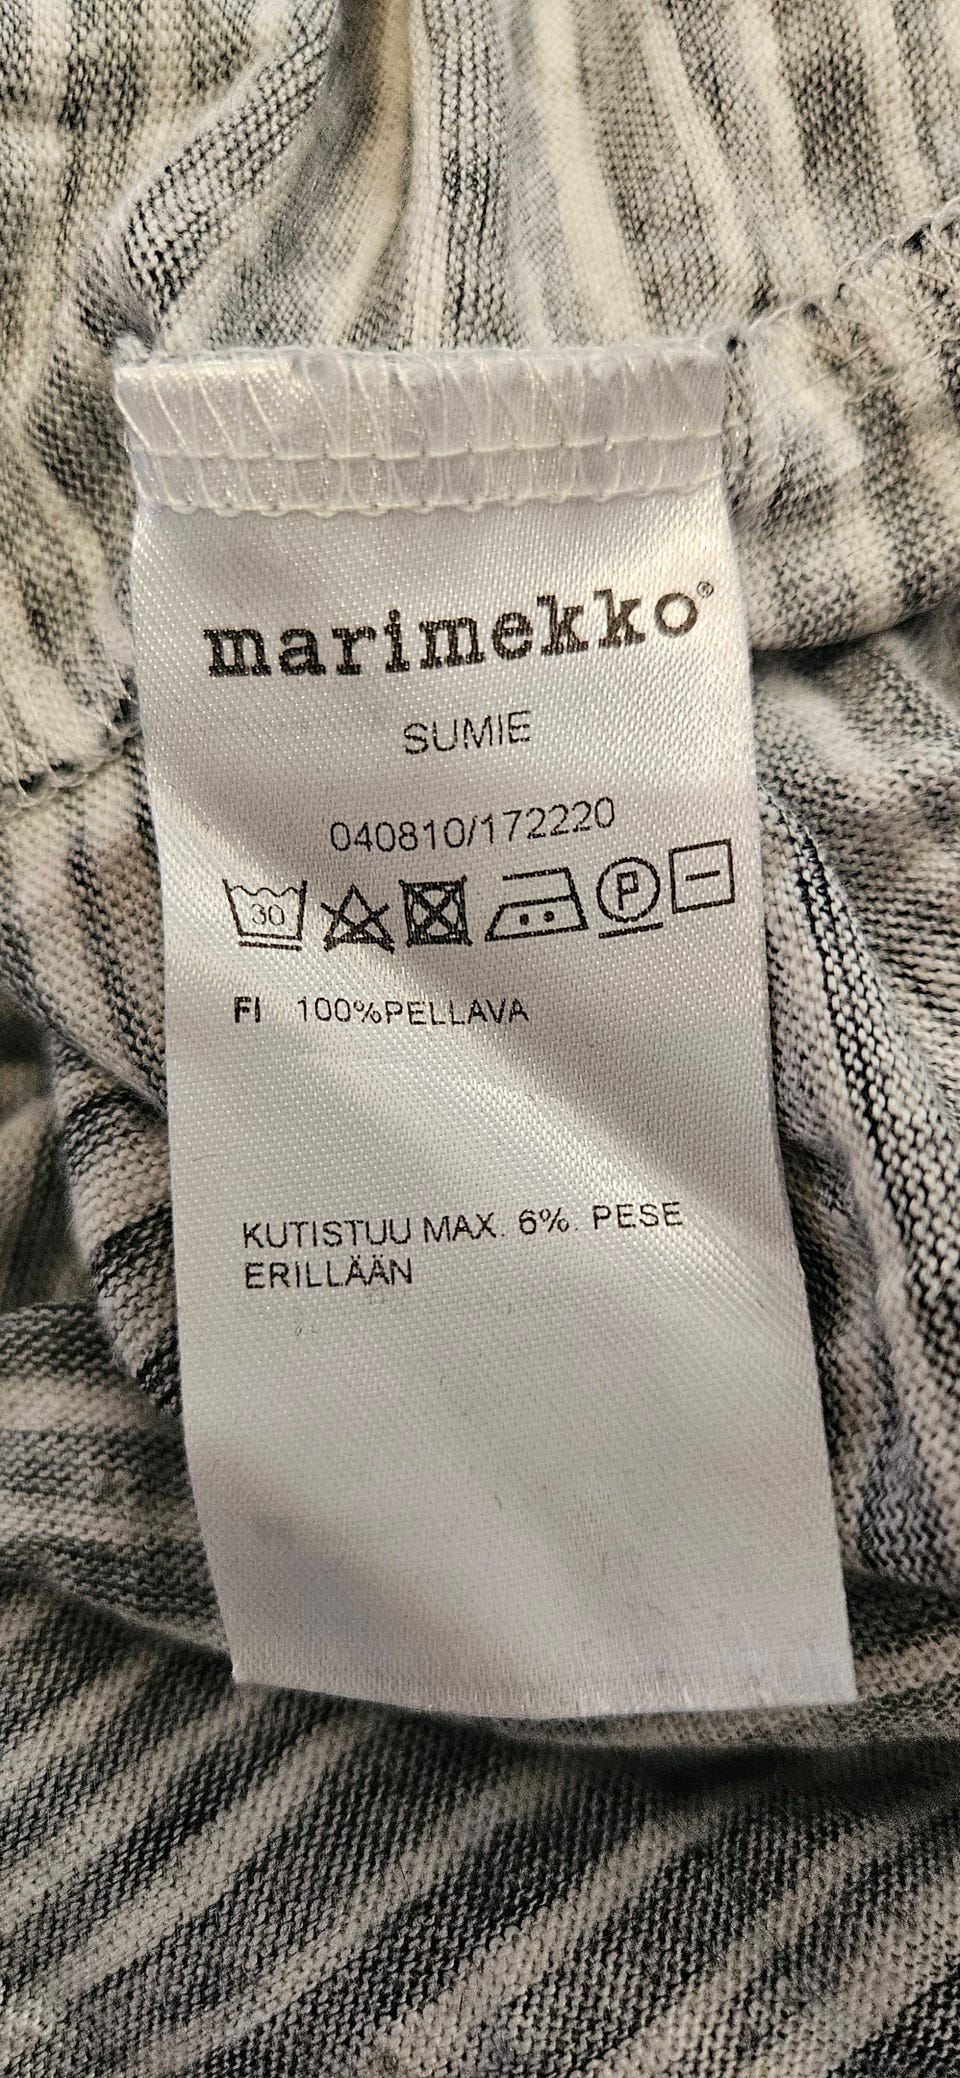 marimekko®
SUMIE
040810/172220
30 P
FI 100%PELLAVA
KUTISTUU MAX. 6%. PESE
ERILLÄÄN